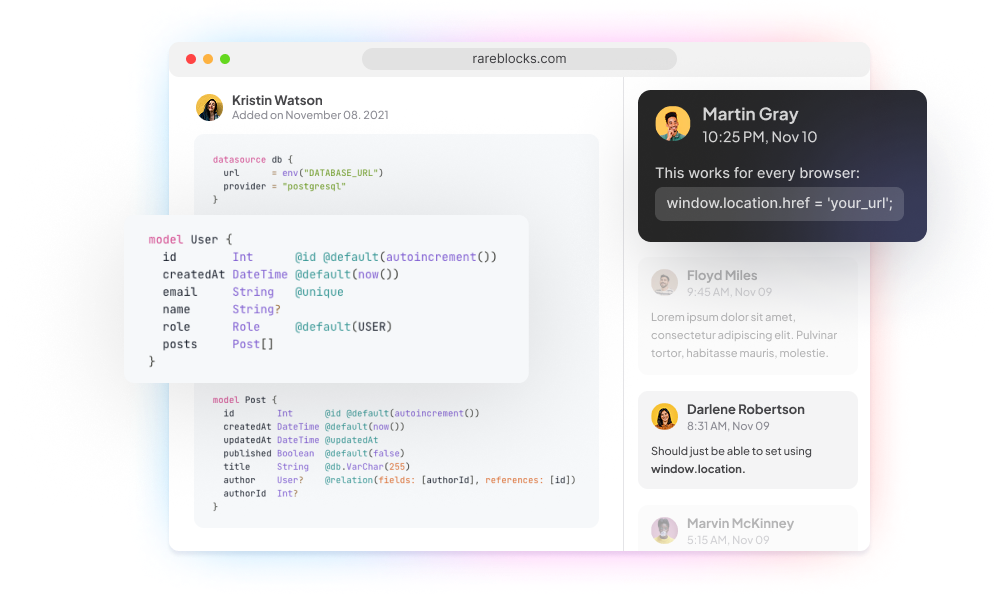 rareblocks.com
Kristin Watson
Added on November 08. 2021
datasource db {
  url      = env("DATABASE_URL")
  provider = "postgresql"
}
model User {
  id        Int      @id @default(autoincrement())
  createdAt DateTime @default(now())
  email     String   @unique
  name      String?
  role      Role     @default(USER)
  posts     Post[]
}
model Post {
  id        Int      @id @default(autoincrement())
  createdAt DateTime @default(now())
  updatedAt DateTime @updatedAt
  published Boolean  @default(false)
  title     String   @db.VarChar(255)
  author    User?    @relation(fields: [authorId], references: [id])
  authorId  Int?
}
Martin Gray
10:25 PM, Nov 10
This works for every browser:
window.location.href = 'your_url';
Floyd Miles
9:45 AM, Nov 09
Lorem ipsum dolor sit amet,
consectetur adipiscing elit. Pulvinar
tortor, habitasse mauris, molestie.
Darlene Robertson
8:31 AM, Nov 09
Should just be able to set using
window.location.
Marvin McKinney
5:15 AM, Nov 09